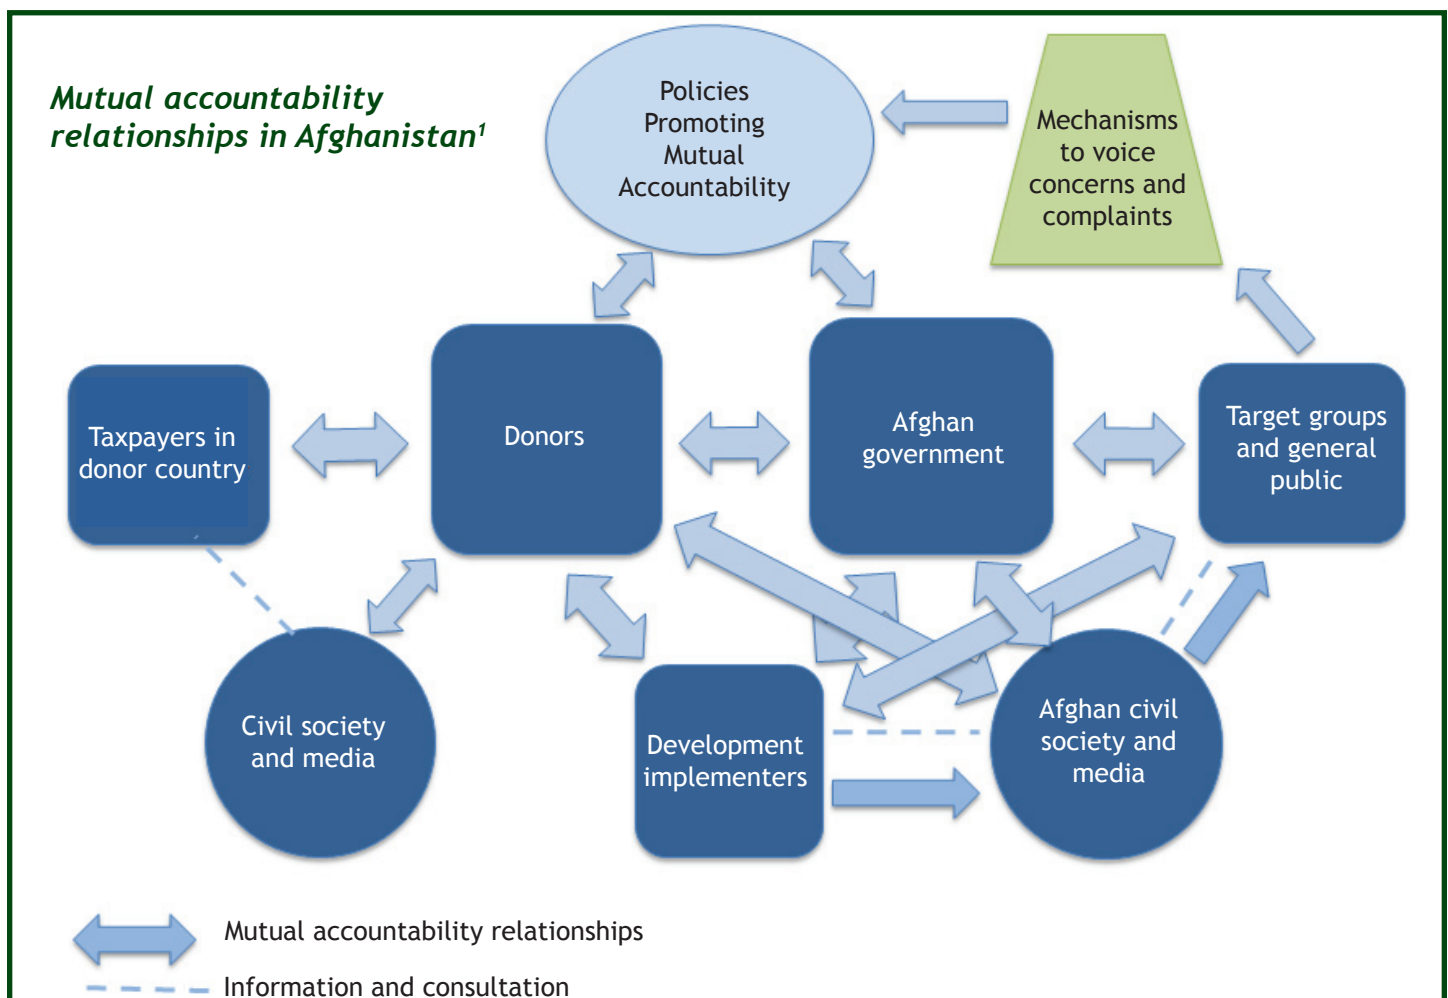 Mutual accountability
relationships in Afghanistan¹
Policies
Promoting
Mutual
Accountability
Mechanisms
to voice
concerns and
complaints
Taxpayers in
donor country
Donors
Afghan
government
Target groups
and general
public
Civil society
and media
Development
implementers
Afghan civil
society and
media
Mutual accountability relationships
Information and consultation